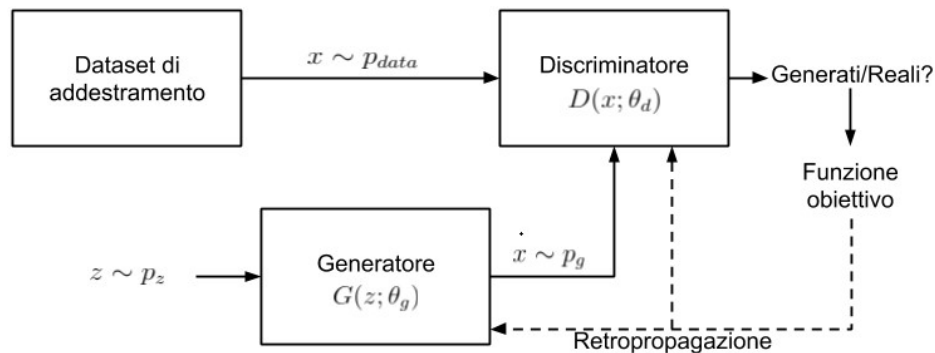 Dataset di
addestramento
x ∼ p_data
Discriminatore
D(x; θ_d)
Generati/Reali?
Funzione
obiettivo
z ∼ p_z
Generatore
G(z; θ_g)
x ∼ p_g
Retropropagazione